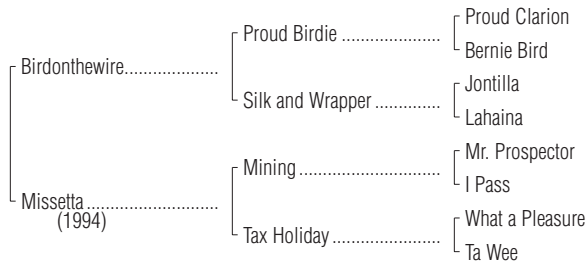 Proud Clarion
Proud Birdie ....................
Bernie Bird
Birdonthewire...................
Jontilla
Silk and Wrapper ................
Lahaina
Mr. Prospector
Mining .............................
I Pass
Missetta ..........................
(1994)
What a Pleasure
Tax Holiday ......................
Ta Wee